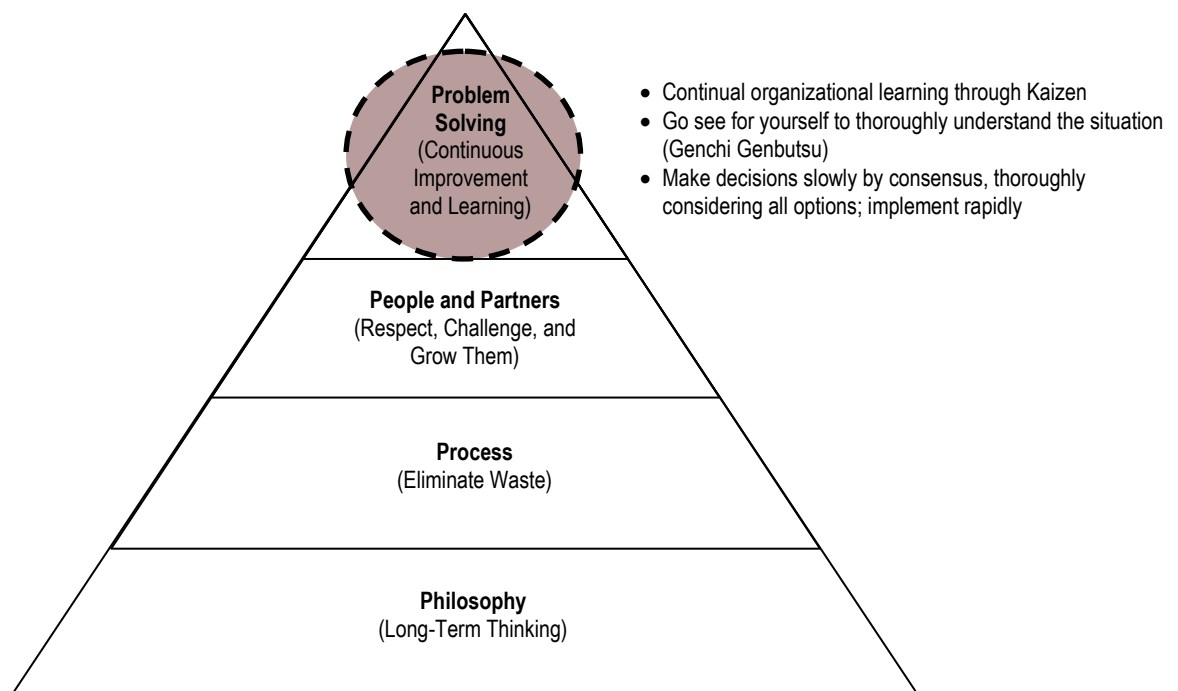 Problem
Solving
(Continuous
Improvement
and Learning)
• Continual organizational learning through Kaizen
• Go see for yourself to thoroughly understand the situation
(Genchi Genbutsu)
• Make decisions slowly by consensus, thoroughly
considering all options; implement rapidly
People and Partners
(Respect, Challenge, and
Grow Them)
Process
(Eliminate Waste)
Philosophy
(Long-Term Thinking)